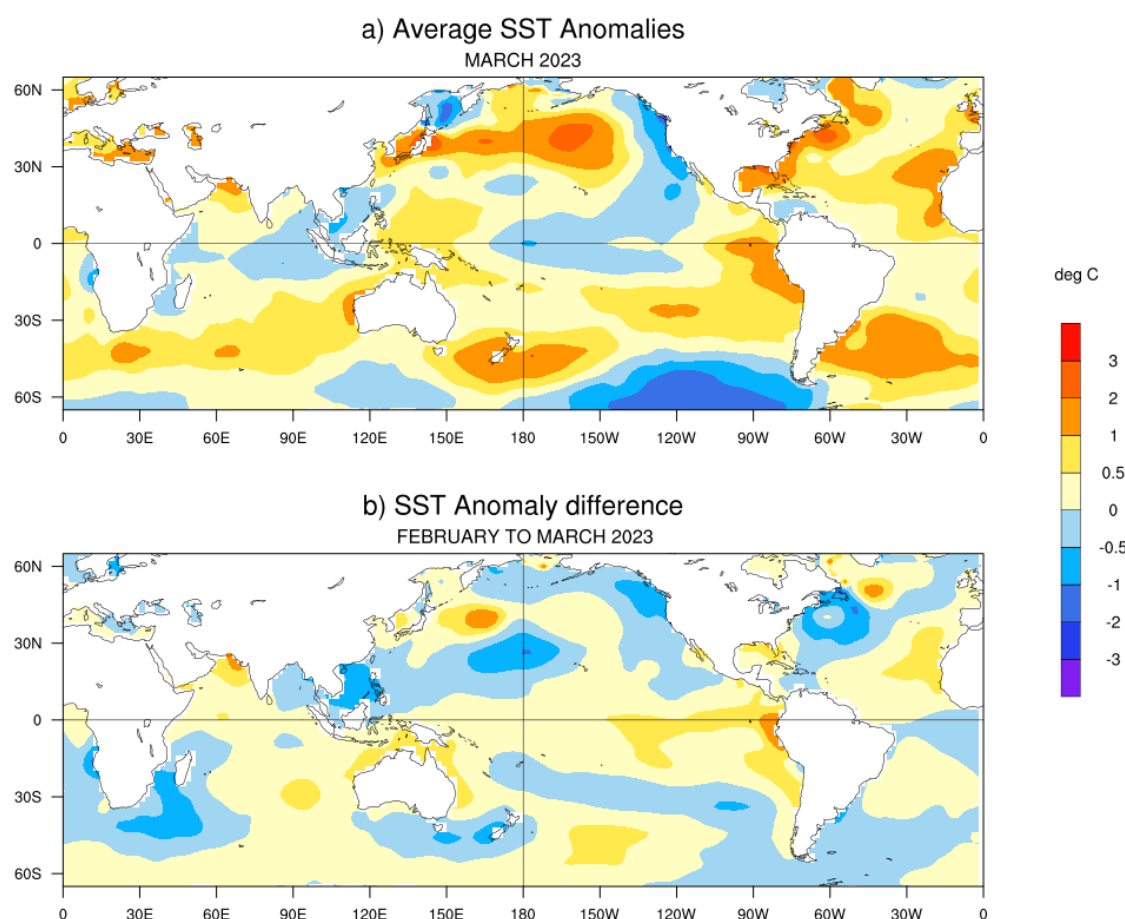 a) Average SST Anomalies
MARCH 2023
60N
30N
0
30S
60S
0 30E 60E 90E 120E 150E 180 150W 120W 90W 60W 30W 0
deg C
3
2
1
0.5
0
-0.5
-1
-2
-3
b) SST Anomaly difference
FEBRUARY TO MARCH 2023
60N
30N
0
30S
60S
0 30E 60E 90E 120E 150E 180 150W 120W 90W 60W 30W 0